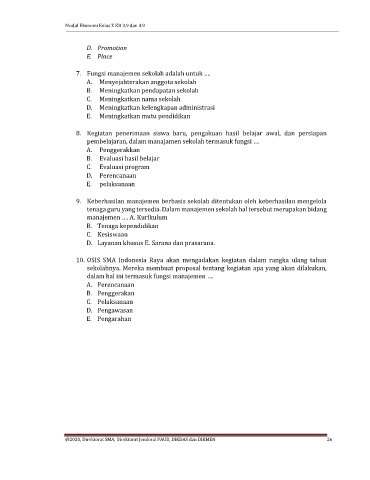 Modul Ekonomi Kelas X KD 3.9 dan 4.9
D. Promotion
E. Place
7. Fungsi manajemen sekolah adalah untuk ....
A. Menyejahterakan anggota sekolah
B. Meningkatkan pendapatan sekolah
C. Meningkatkan nama sekolah
D. Meningkatkan kelengkapan administrasi
E. Meningkatkan mutu pendidikan
8. Kegiatan penerimaan siswa baru, pengakuan hasil belajar awal, dan persiapan
pembelajaran, dalam manajamen sekolah termasuk fungsi ....
A. Penggerakkan
B. Evaluasi hasil belajar
C. Evaluasi program
D. Perencanaan
E. pelaksanaan
9. Keberhasilan manajemen berbasis sekolah ditentukan oleh keberhasilan mengelola
tenaga guru yang tersedia. Dalam manajemen sekolah hal tersebut merupakan bidang
manajemen .... A. Kurikulum
B. Tenaga kependidikan
C. Kesiswaan
D. Layanan khusus E. Sarana dan prasarana.
10. OSIS SMA Indonesia Raya akan mengadakan kegiatan dalam rangka ulang tahun
sekolahnya. Mereka membuat proposal tentang kegiatan apa yang akan dilakukan,
dalam hal ini termasuk fungsi manajemen ....
A. Perencanaan
B. Penggerakan
C. Pelaksanaan
D. Pengawasan
E. Pengarahan
@2020, Direktorat SMA, Direktorat Jenderal PAUD, DIKDAS dan DIKMEN 26